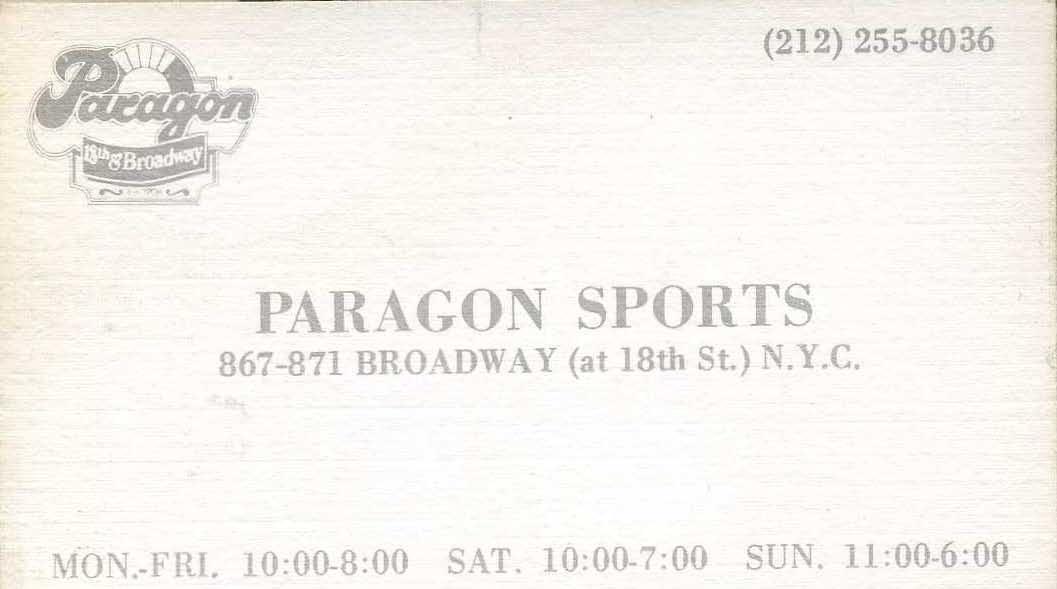 (212) 255-8036
Paragon
18th & Broadway
PARAGON SPORTS
867-871 BROADWAY (at 18th St.) N.Y.C.
MON.-FRI. 10:00-8:00 SAT. 10:00-7:00 SUN. 11:00-6:00